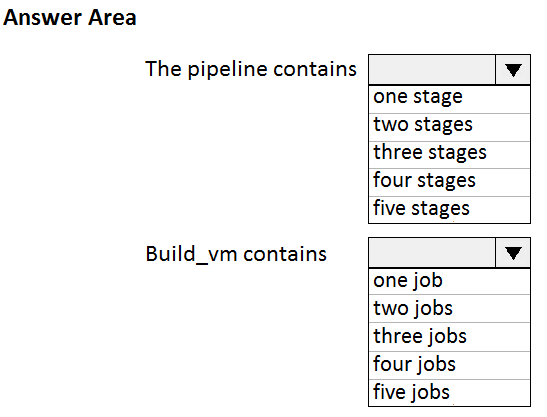 Answer Area
The pipeline contains
one stage
two stages
three stages
four stages
five stages
Build_vm contains
one job
two jobs
three jobs
four jobs
five jobs